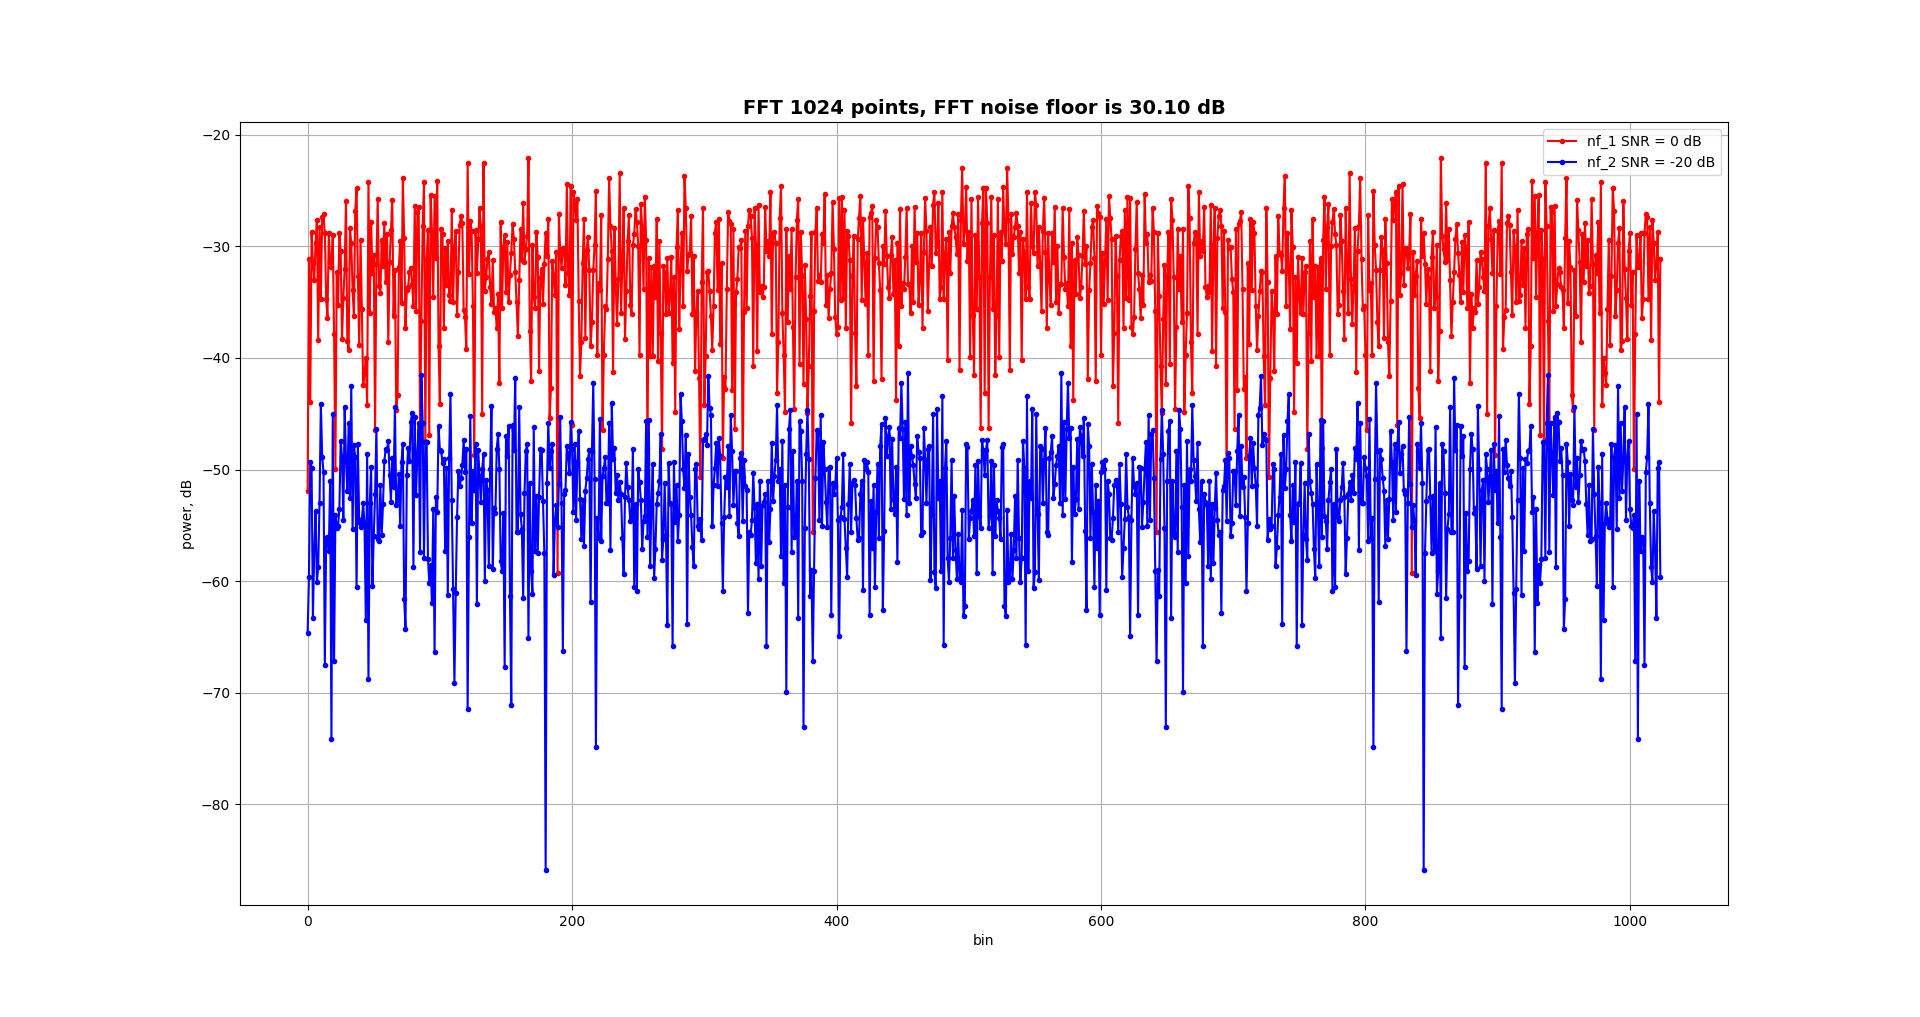 FFT 1024 points, FFT noise floor is 30.10 dB
nf_1 SNR = 0 dB
nf_2 SNR = -20 dB
−20
−30
−40
−50
−60
−70
−80
power, dB
0 200 400 600 800 1000
bin